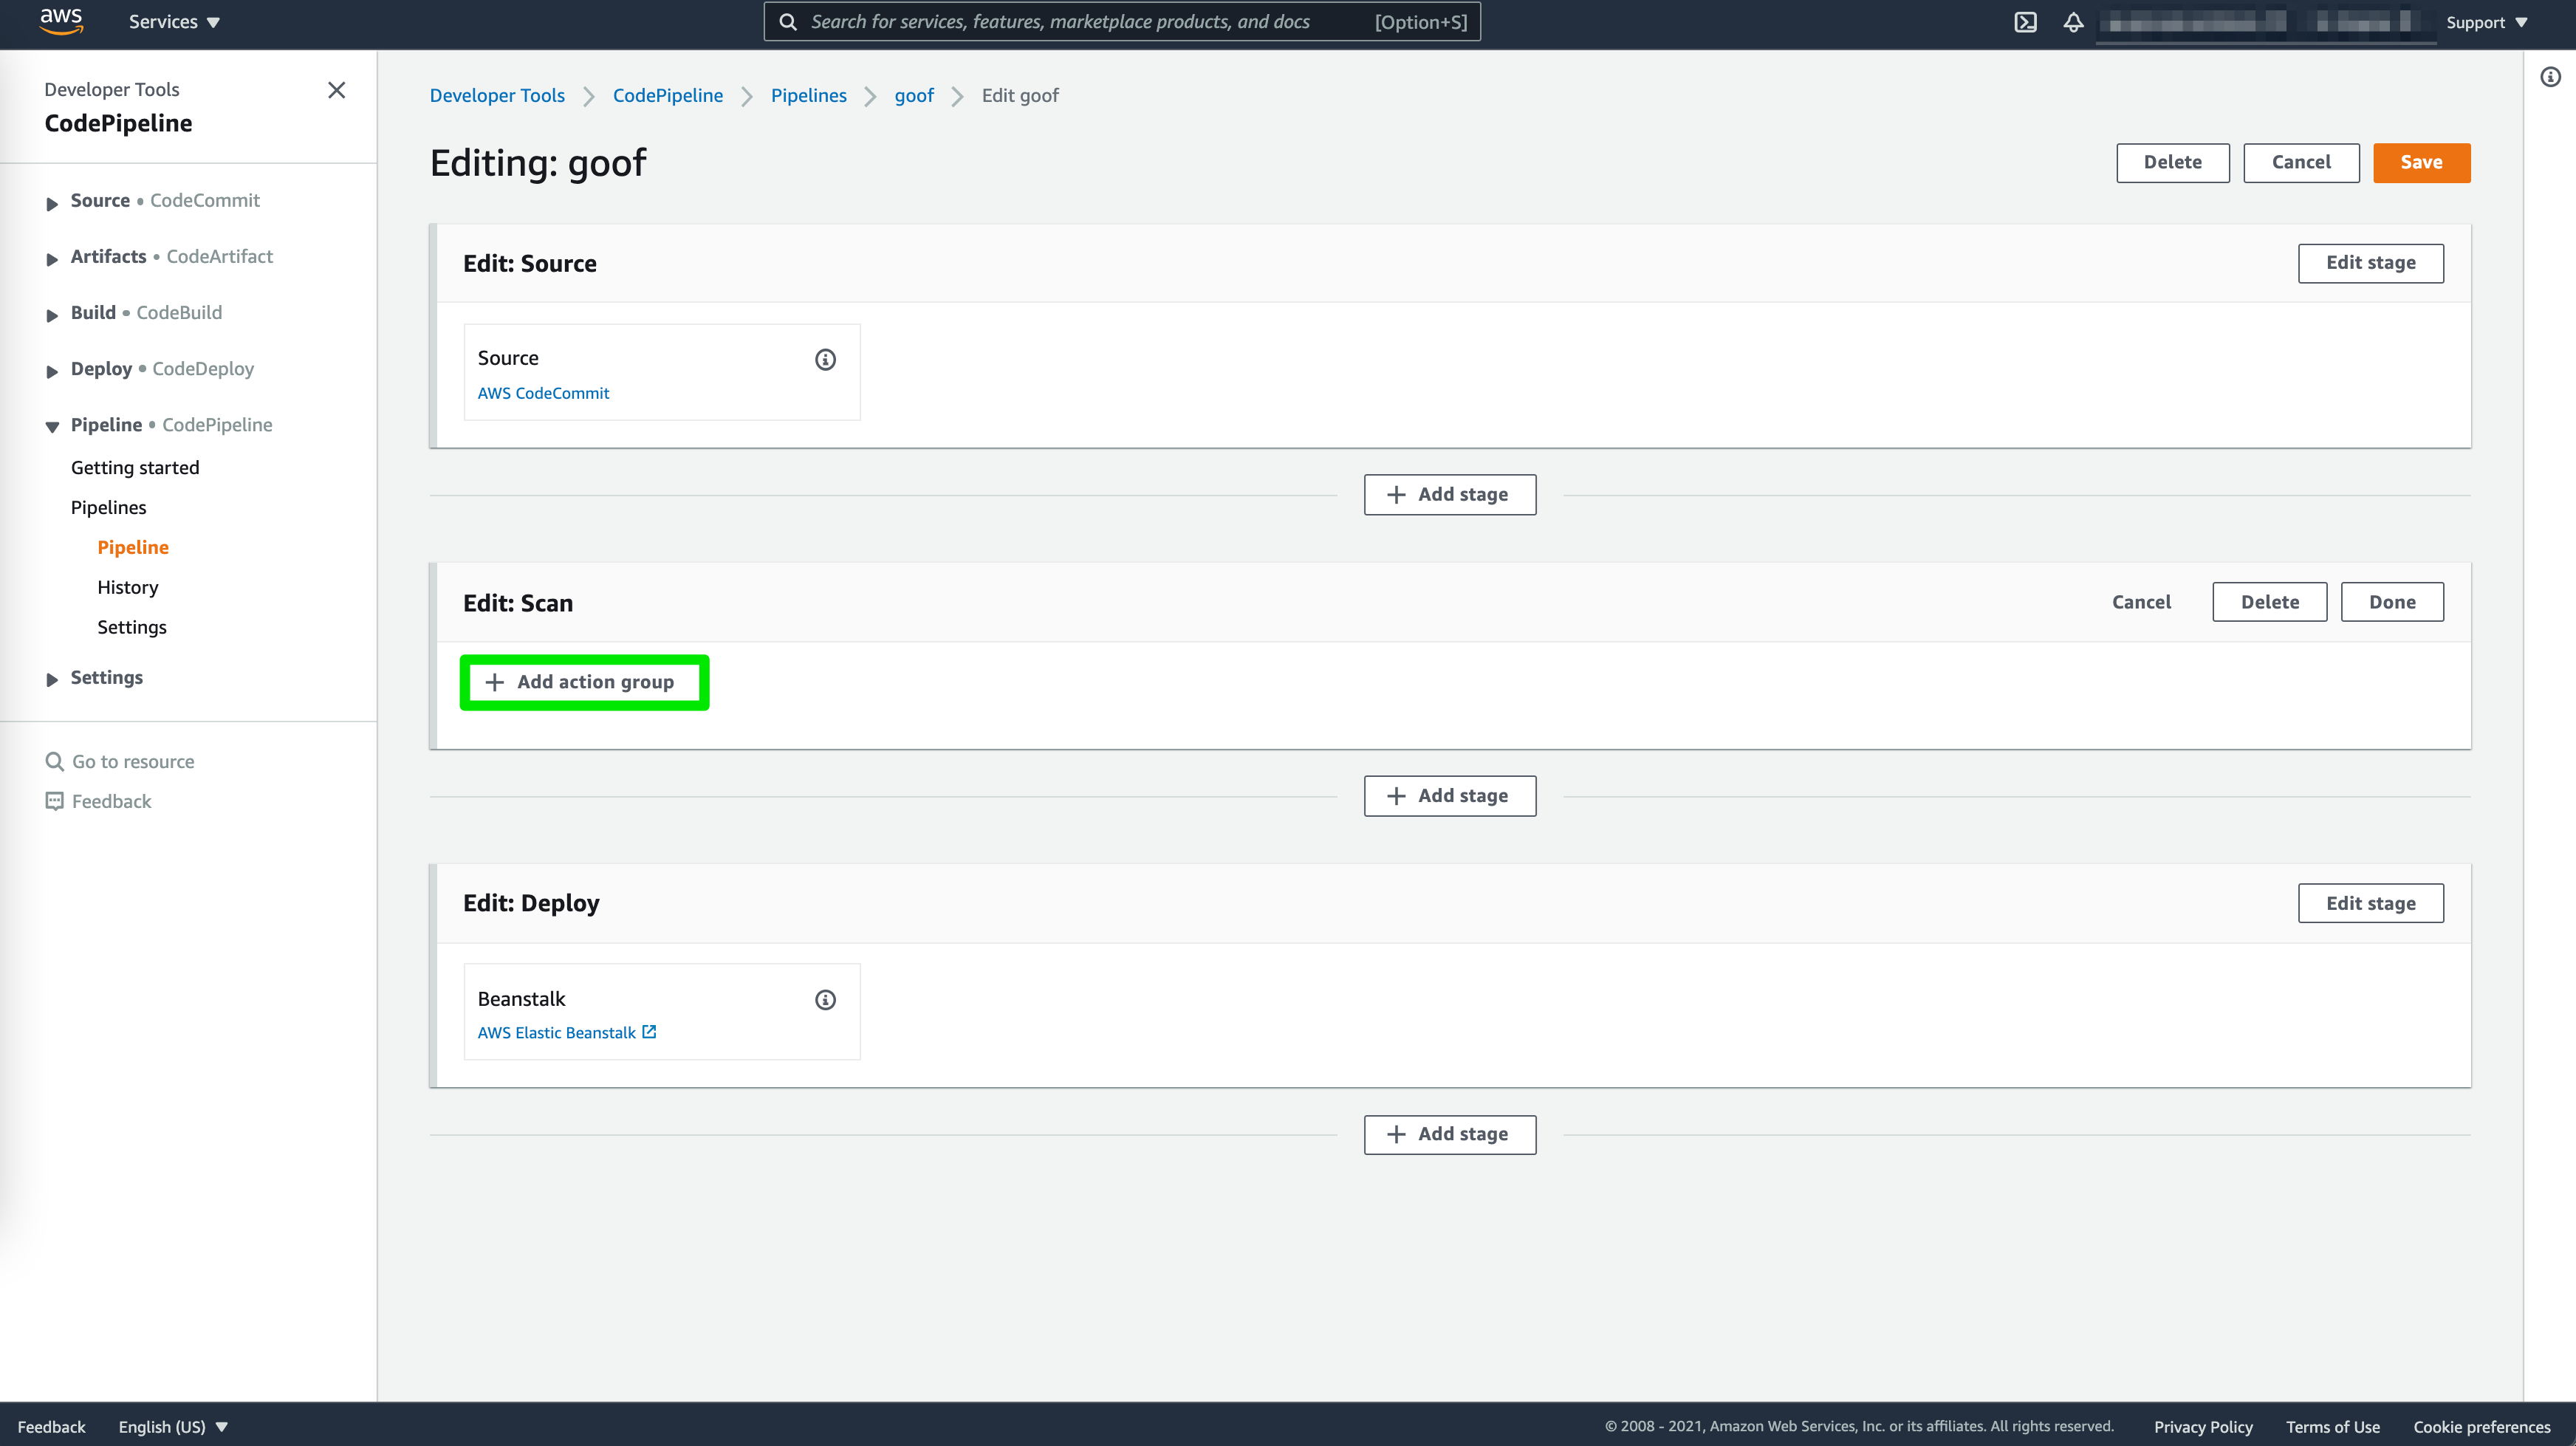 aws
Services
Search for services, features, marketplace products, and docs [Option+S]
Support
Developer Tools
CodePipeline
Source • CodeCommit
Artifacts • CodeArtifact
Build • CodeBuild
Deploy • CodeDeploy
Pipeline • CodePipeline
Getting started
Pipelines
Pipeline
History
Settings
Settings
Go to resource
Feedback
Developer Tools > CodePipeline > Pipelines > goof > Edit goof
Editing: goof
Delete Cancel Save
Edit: Source
Edit stage
Source
AWS CodeCommit
+ Add stage
Edit: Scan
Cancel Delete Done
+ Add action group
+ Add stage
Edit: Deploy
Edit stage
Beanstalk
AWS Elastic Beanstalk
+ Add stage
Feedback English (US)
© 2008 - 2021, Amazon Web Services, Inc. or its affiliates. All rights reserved. Privacy Policy Terms of Use Cookie preferences